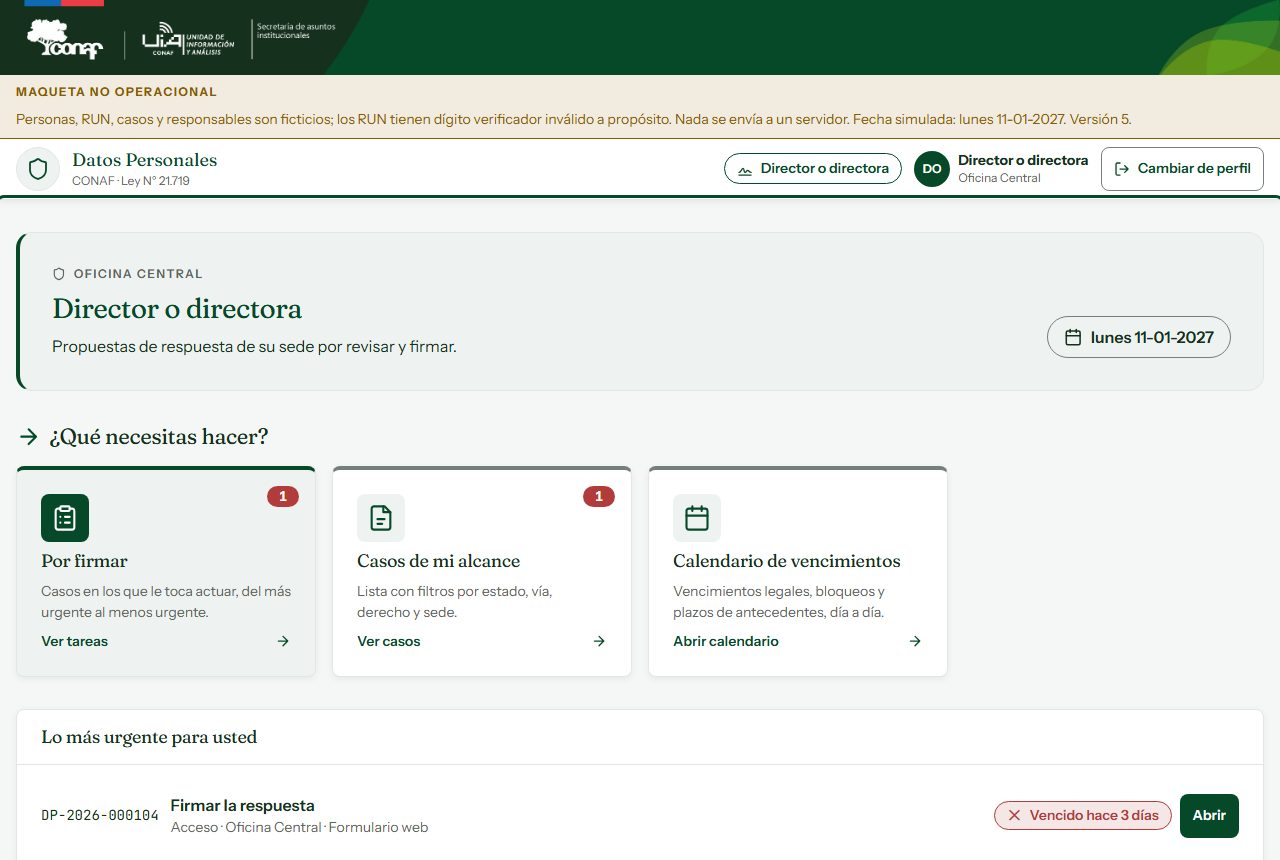 conaf
UiA
CONAF
UNIDAD DE
INFORMACIÓN
Y ANÁLISIS
Secretaría de asuntos
institucionales
MAQUETA NO OPERACIONAL
Personas, RUN, casos y responsables son ficticios; los RUN tienen dígito verificador inválido a propósito. Nada se envía a un servidor. Fecha simulada: lunes 11-01-2027. Versión 5.
Datos Personales
CONAF · Ley N° 21.719
Director o directora
DO
Director o directora
Oficina Central
Cambiar de perfil
OFICINA CENTRAL
Director o directora
Propuestas de respuesta de su sede por revisar y firmar.
lunes 11-01-2027
¿Qué necesitas hacer?
1
Por firmar
Casos en los que le toca actuar, del más
urgente al menos urgente.
Ver tareas
1
Casos de mi alcance
Lista con filtros por estado, vía,
derecho y sede.
Ver casos
Calendario de vencimientos
Vencimientos legales, bloqueos y
plazos de antecedentes, día a día.
Abrir calendario
Lo más urgente para usted
DP-2026-000104
Firmar la respuesta
Acceso · Oficina Central · Formulario web
Vencido hace 3 días
Abrir